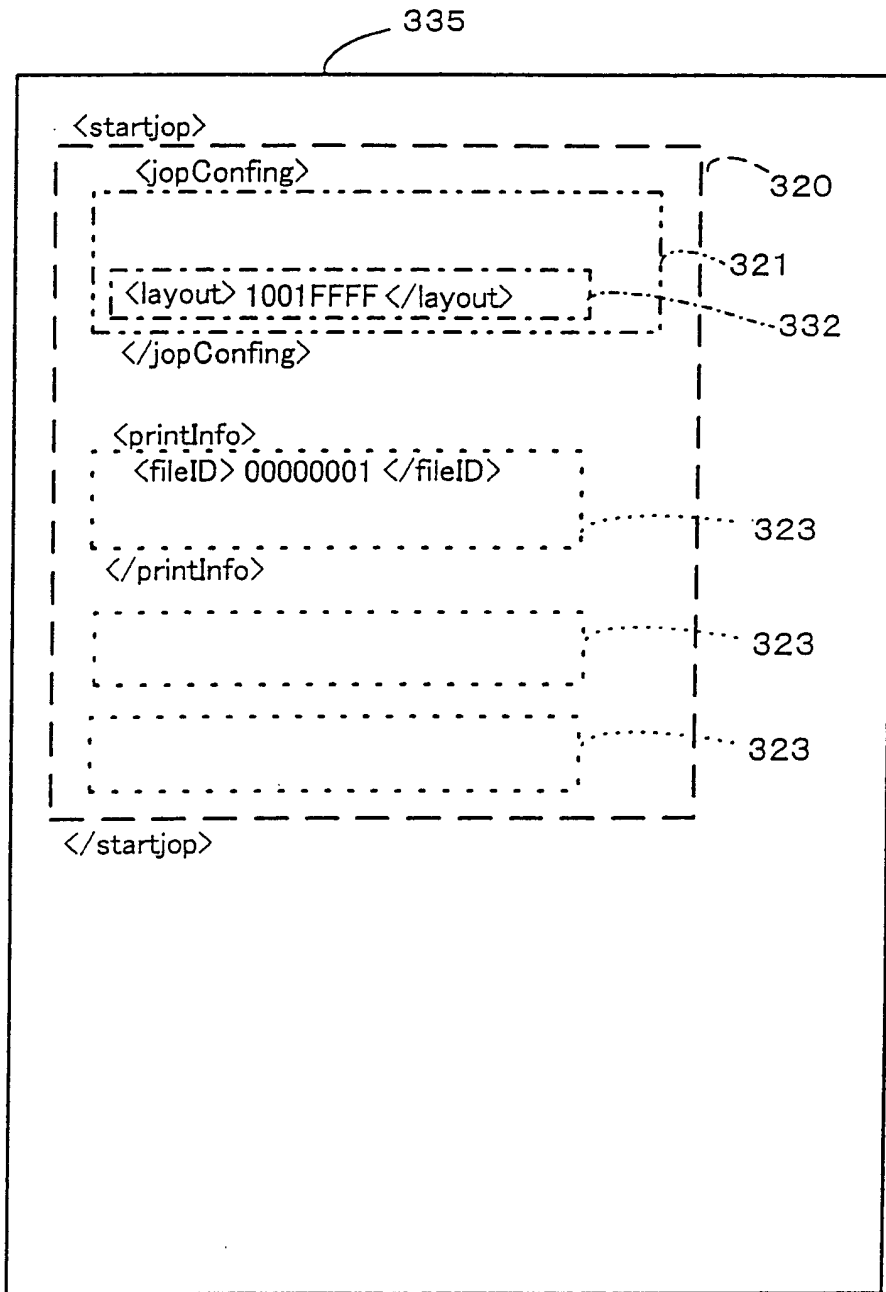 335
<startjop>
<jopConfing>
320
321
<layout> 1001FFFF </layout>
332
</jopConfing>
<printInfo>
<fileID> 00000001 </fileID>
323
</printInfo>
323
323
</startjop>